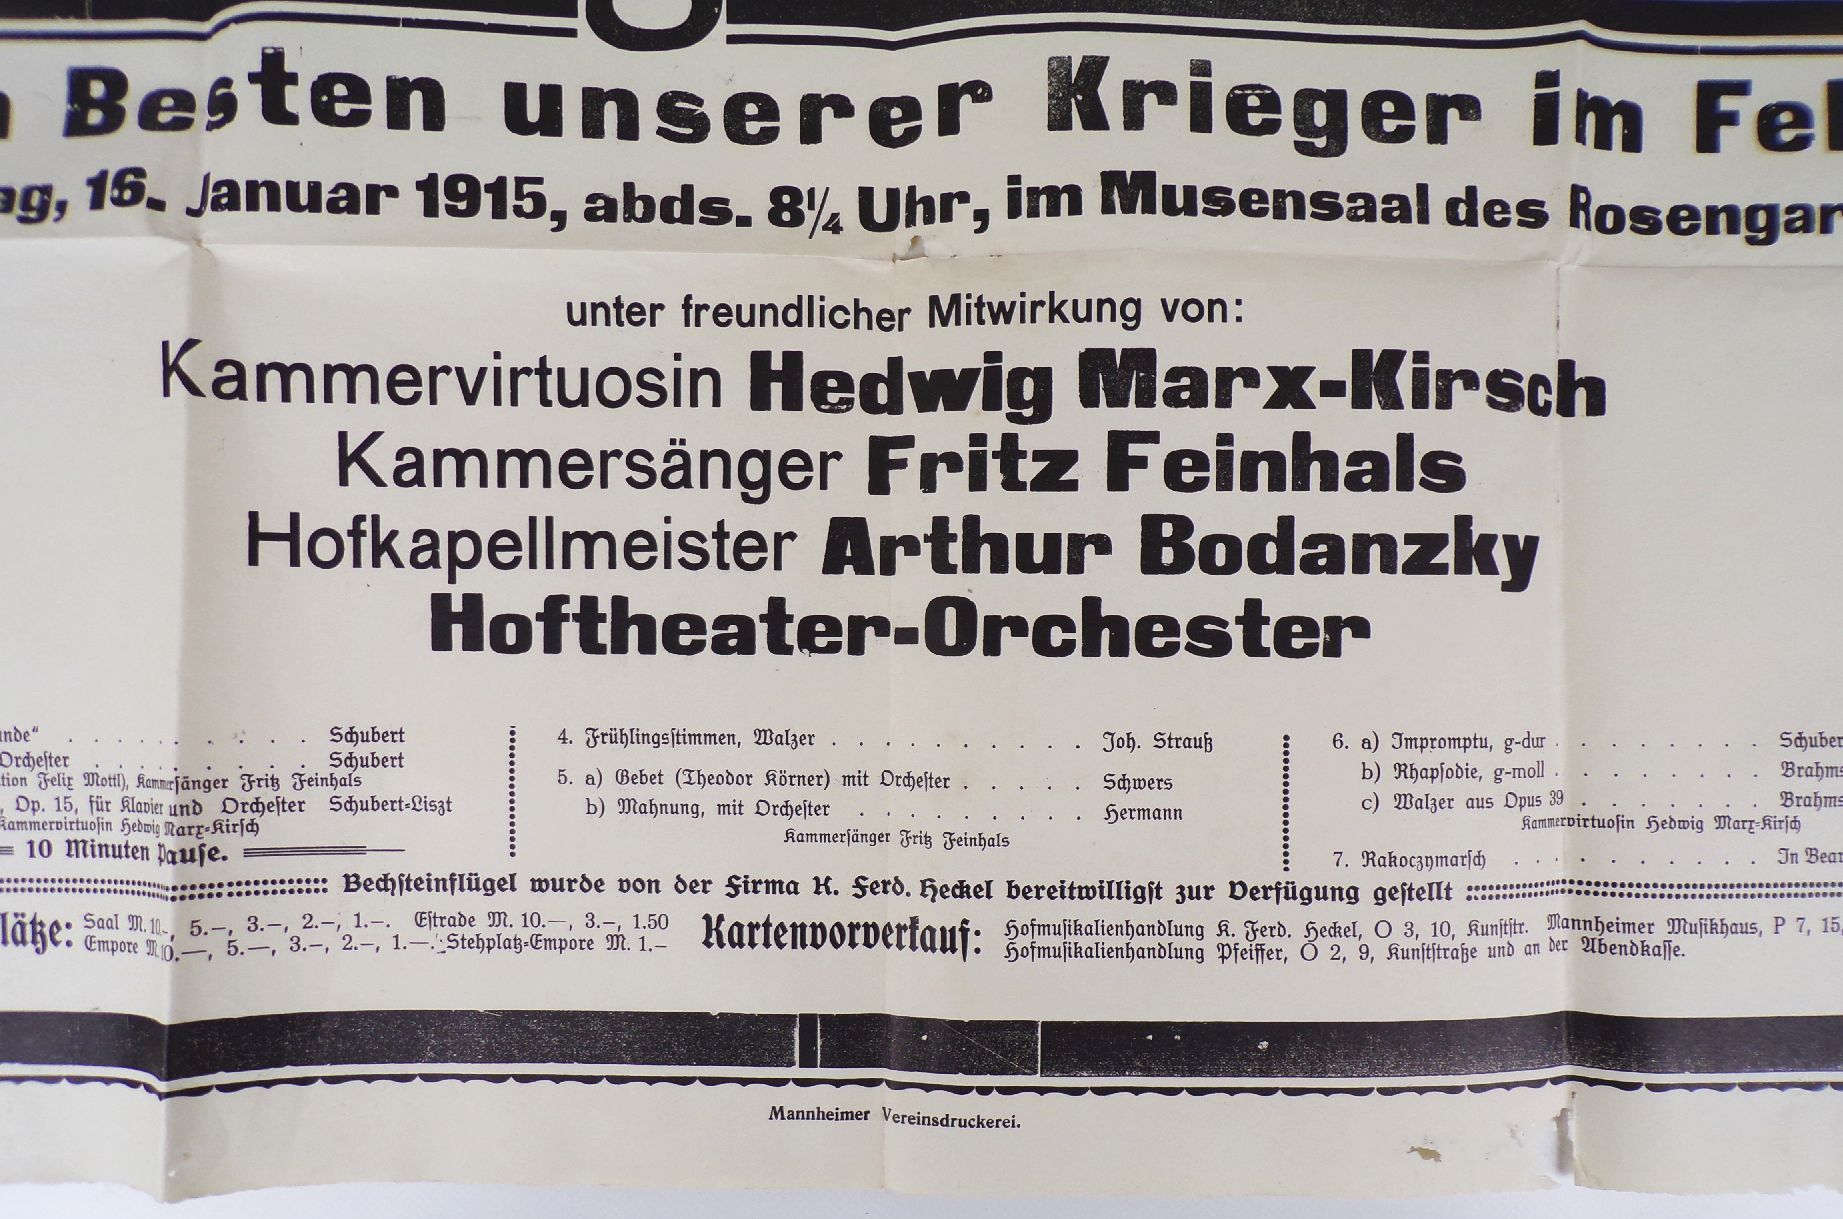 Besten unserer Krieger im Fel
ag, 16. Januar 1915, abds. 8¼ Uhr, im Musensaal des Rosengar
unter freundlicher Mitwirkung von:
Kammervirtuosin Hedwig Marx-Kirsch
Kammersänger Fritz Feinhals
Hofkapellmeister Arthur Bodanzky
Hoftheater-Orchester
unde" . . . . . . . . . . Schubert
Orchester . . . . . . . . . Schubert
tion Felix Mottl), Kammersänger Fritz Feinhals
, Op. 15, für Klavier und Orchester Schubert-Liszt
Kammervirtuosin Hedwig Marx-Kirsch
10 Minuten Pause.
4. Frühlingsstimmen, Walzer . . . . . . . . . . Joh. Strauß
5. a) Gebet (Theodor Körner) mit Orchester . . . . . Schwers
b) Mahnung, mit Orchester . . . . . . . . . Hermann
Kammersänger Fritz Feinhals
6. a) Impromptu, g-dur . . . . . . . . Schuber
b) Rhapsodie, g-moll . . . . . . . . Brahms
c) Walzer aus Opus 39 . . . . . . . Brahms
Kammervirtuosin Hedwig Marx-Kirsch
7. Rakoczymarsch . . . . . . . . . . In Bear
Bechsteinflügel wurde von der Firma K. Ferd. Heckel bereitwilligst zur Verfügung gestellt
lätze: Saal M. 10.-, 5.-, 3.-, 2.-, 1.-. Estrade M. 10.—, 3.-, 1.50
Empore M. 10.—, 5.—, 3.-, 2.-, 1.—. Stehplatz-Empore M. 1.-
Kartenvorverkauf: Hofmusikalienhandlung K. Ferd. Heckel, O 3, 10, Kunststr. Mannheimer Musikhaus, P 7, 15,
Hofmusikalienhandlung Pfeiffer, O 2, 9, Kunststraße und an der Abendkasse.
Mannheimer Vereinsdruckerei.